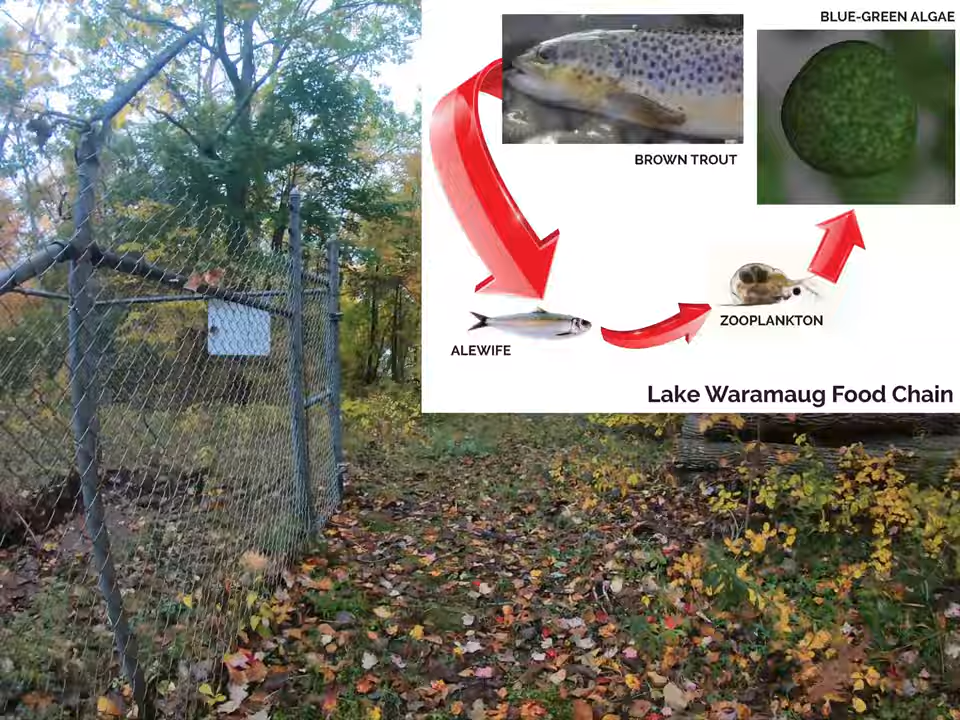 BLUE-GREEN ALGAE
BROWN TROUT
ZOOPLANKTON
ALEWIFE
Lake Waramaug Food Chain